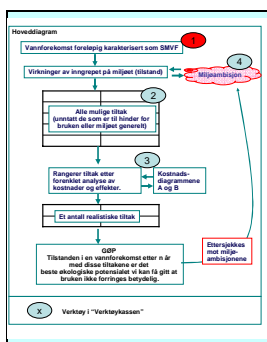 Hoveddiagram
1
Vannforekomst foreløpig karakterisert som SMVF
4
Virkninger av inngrepet på miljøet (tilstand)
Miljøambisjon
2
Alle mulige tiltak
(unntatt de som er til hinder for
bruken eller miljøet generelt)
3
Rangerer tiltak etter
forenklet analyse av
kostnader og effekter.
Kostnads-
diagrammene
A og B
Et antall realistiske tiltak
GØP
Tilstanden i en vannforekomst etter n år
med disse tiltakene er det
beste økologiske potensialet vi kan få gitt at
bruken ikke forringes betydelig.
Ettersjekkes
mot miljø-
ambisjonene
x
Verktøy i "Verktøykassen"